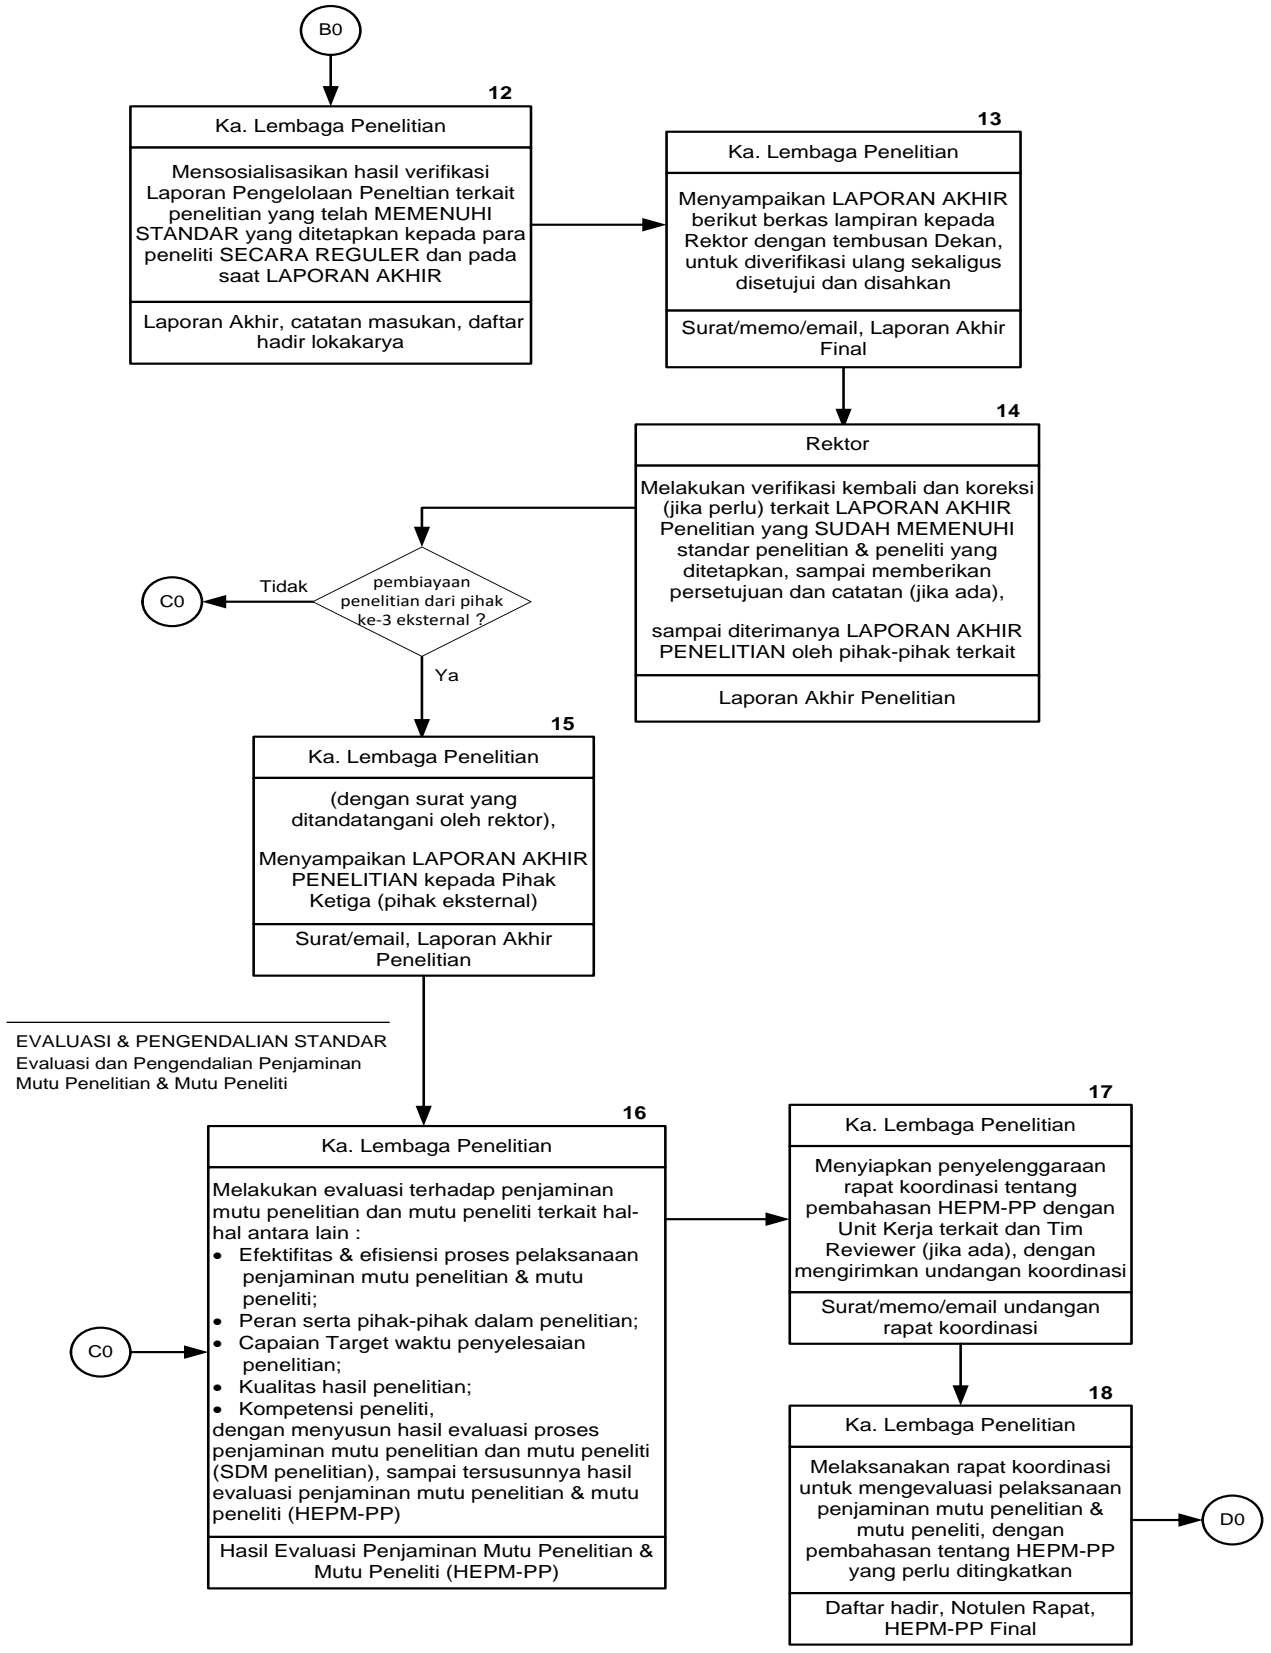 B0
12
Ka. Lembaga Penelitian
Mensosialisasikan hasil verifikasi
Laporan Pengelolaan Peneltian terkait
penelitian yang telah MEMENUHI
STANDAR yang ditetapkan kepada para
peneliti SECARA REGULER dan pada
saat LAPORAN AKHIR
Laporan Akhir, catatan masukan, daftar
hadir lokakarya
13
Ka. Lembaga Penelitian
Menyampaikan LAPORAN AKHIR
berikut berkas lampiran kepada
Rektor dengan tembusan Dekan,
untuk diverifikasi ulang sekaligus
disetujui dan disahkan
Surat/memo/email, Laporan Akhir
Final
14
Rektor
Melakukan verifikasi kembali dan koreksi
(jika perlu) terkait LAPORAN AKHIR
Penelitian yang SUDAH MEMENUHI
standar penelitian & peneliti yang
ditetapkan, sampai memberikan
persetujuan dan catatan (jika ada),
sampai diterimanya LAPORAN AKHIR
PENELITIAN oleh pihak-pihak terkait
Laporan Akhir Penelitian
pembiayaan
penelitian dari pihak
ke-3 eksternal ?
Tidak
C0
Ya
15
Ka. Lembaga Penelitian
(dengan surat yang
ditandatangani oleh rektor),
Menyampaikan LAPORAN AKHIR
PENELITIAN kepada Pihak
Ketiga (pihak eksternal)
Surat/email, Laporan Akhir
Penelitian
EVALUASI & PENGENDALIAN STANDAR
Evaluasi dan Pengendalian Penjaminan
Mutu Penelitian & Mutu Peneliti
16
Ka. Lembaga Penelitian
Melakukan evaluasi terhadap penjaminan
mutu penelitian dan mutu peneliti terkait hal-
hal antara lain :
• Efektifitas & efisiensi proses pelaksanaan
penjaminan mutu penelitian & mutu
peneliti;
• Peran serta pihak-pihak dalam penelitian;
• Capaian Target waktu penyelesaian
penelitian;
• Kualitas hasil penelitian;
• Kompetensi peneliti,
dengan menyusun hasil evaluasi proses
penjaminan mutu penelitian dan mutu peneliti
(SDM penelitian), sampai tersusunnya hasil
evaluasi penjaminan mutu penelitian & mutu
peneliti (HEPM-PP)
Hasil Evaluasi Penjaminan Mutu Penelitian &
Mutu Peneliti (HEPM-PP)
C0
17
Ka. Lembaga Penelitian
Menyiapkan penyelenggaraan
rapat koordinasi tentang
pembahasan HEPM-PP dengan
Unit Kerja terkait dan Tim
Reviewer (jika ada), dengan
mengirimkan undangan koordinasi
Surat/memo/email undangan
rapat koordinasi
18
Ka. Lembaga Penelitian
Melaksanakan rapat koordinasi
untuk mengevaluasi pelaksanaan
penjaminan mutu penelitian &
mutu peneliti, dengan
pembahasan tentang HEPM-PP
yang perlu ditingkatkan
Daftar hadir, Notulen Rapat,
HEPM-PP Final
D0